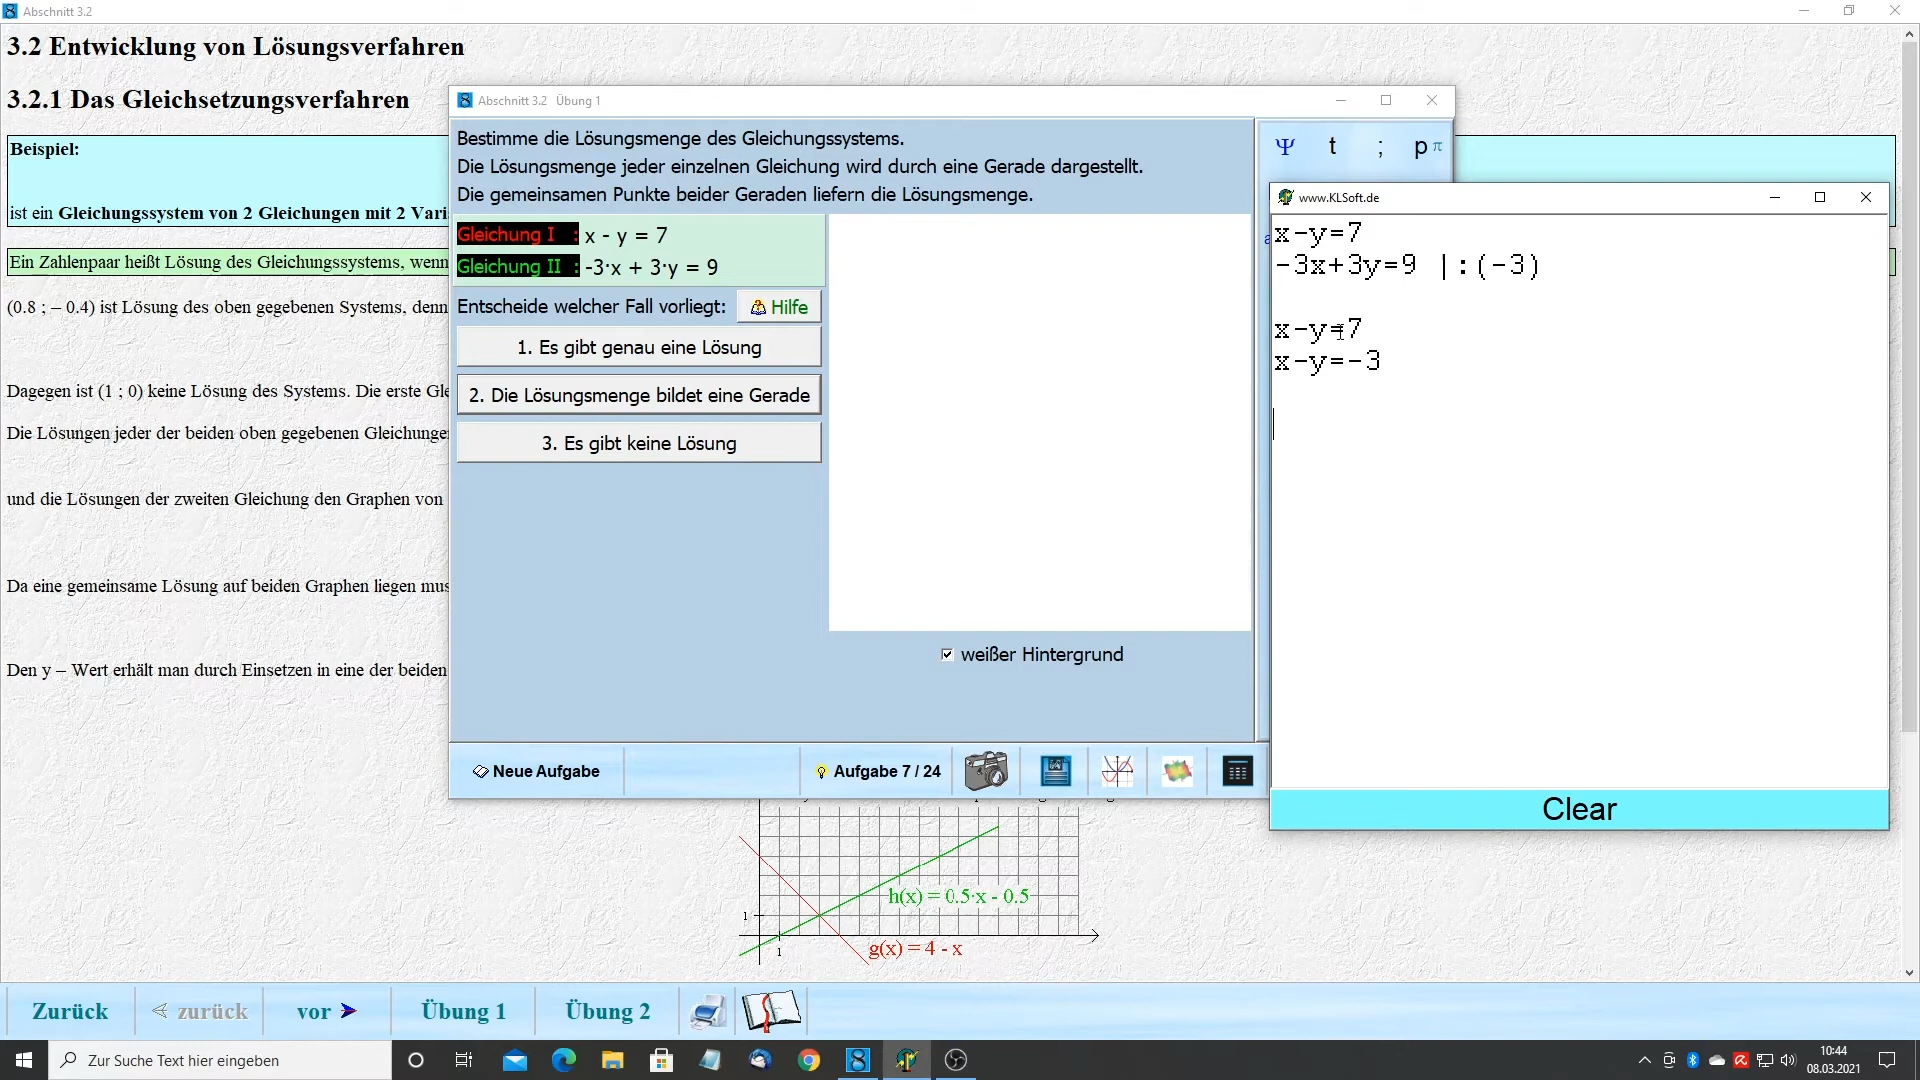 Abschnitt 3.2
3.2 Entwicklung von Lösungsverfahren
3.2.1 Das Gleichsetzungsverfahren
Beispiel:
ist ein Gleichungssystem von 2 Gleichungen mit 2 Vari
Ein Zahlenpaar heißt Lösung des Gleichungssystems, wenn
(0.8 ; – 0.4) ist Lösung des oben gegebenen Systems, denn
Dagegen ist (1 ; 0) keine Lösung des Systems. Die erste Gle
Die Lösungen jeder der beiden oben gegebenen Gleichunge
und die Lösungen der zweiten Gleichung den Graphen von
Da eine gemeinsame Lösung auf beiden Graphen liegen mus
Den y – Wert erhält man durch Einsetzen in eine der beiden
Abschnitt 3.2 Übung 1
Bestimme die Lösungsmenge des Gleichungssystems.
Die Lösungsmenge jeder einzelnen Gleichung wird durch eine Gerade dargestellt.
Die gemeinsamen Punkte beider Geraden liefern die Lösungsmenge.
Gleichung I : x - y = 7
Gleichung II : -3·x + 3·y = 9
Entscheide welcher Fall vorliegt: Hilfe
1. Es gibt genau eine Lösung
2. Die Lösungsmenge bildet eine Gerade
3. Es gibt keine Lösung
weißer Hintergrund
Neue Aufgabe
Aufgabe 7 / 24
Ψ t ; p π
www.KLSoft.de
x-y=7
-3x+3y=9 |:(-3)
x-y=7
x-y=-3
Clear
h(x) = 0.5·x - 0.5
1
1
g(x) = 4 - x
Zurück zurück vor Übung 1 Übung 2
Zur Suche Text hier eingeben
10:44
08.03.2021